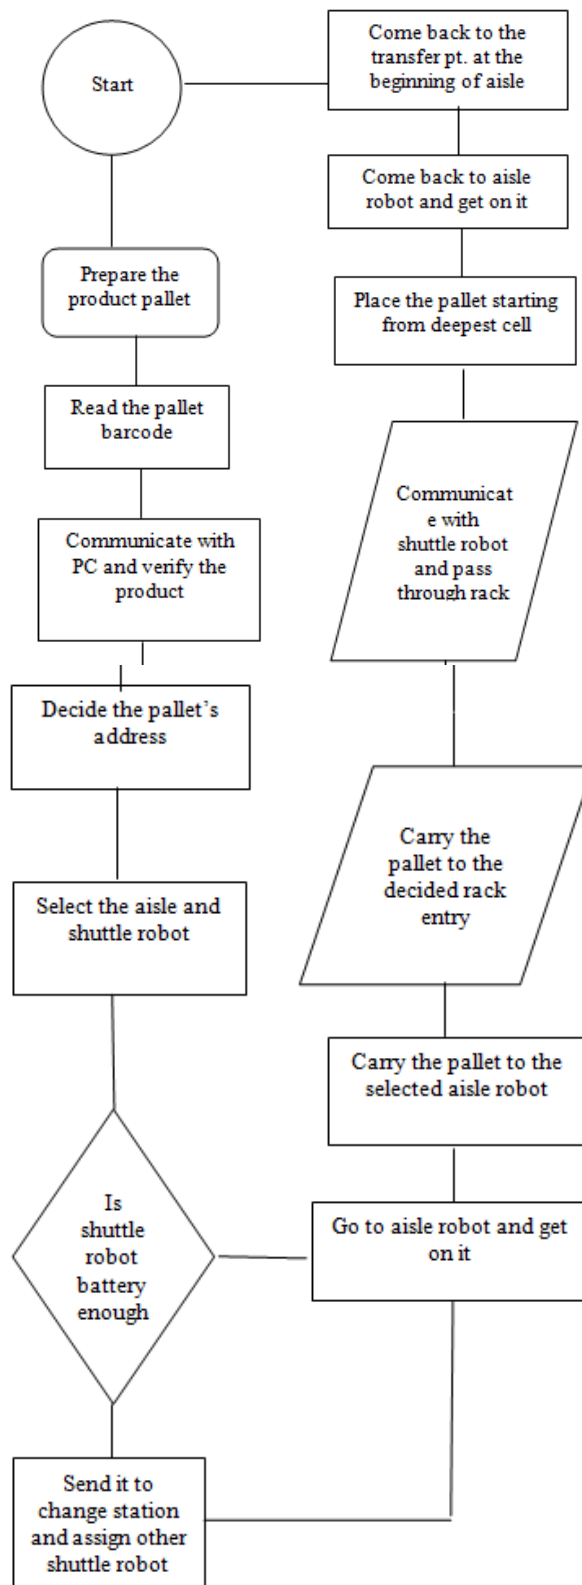 Start
Prepare the
product pallet
Read the pallet
barcode
Communicate with
PC and verify the
product
Decide the pallet's
address
Select the aisle and
shuttle robot
Is
shuttle
robot
battery
enough
Send it to
change station
and assign other
shuttle robot
Come back to the
transfer pt. at the
beginning of aisle
Come back to aisle
robot and get on it
Place the pallet starting
from deepest cell
Communicat
e with
shuttle robot
and pass
through rack
Carry the
pallet to the
decided rack
entry
Carry the pallet to the
selected aisle robot
Go to aisle robot and get
on it